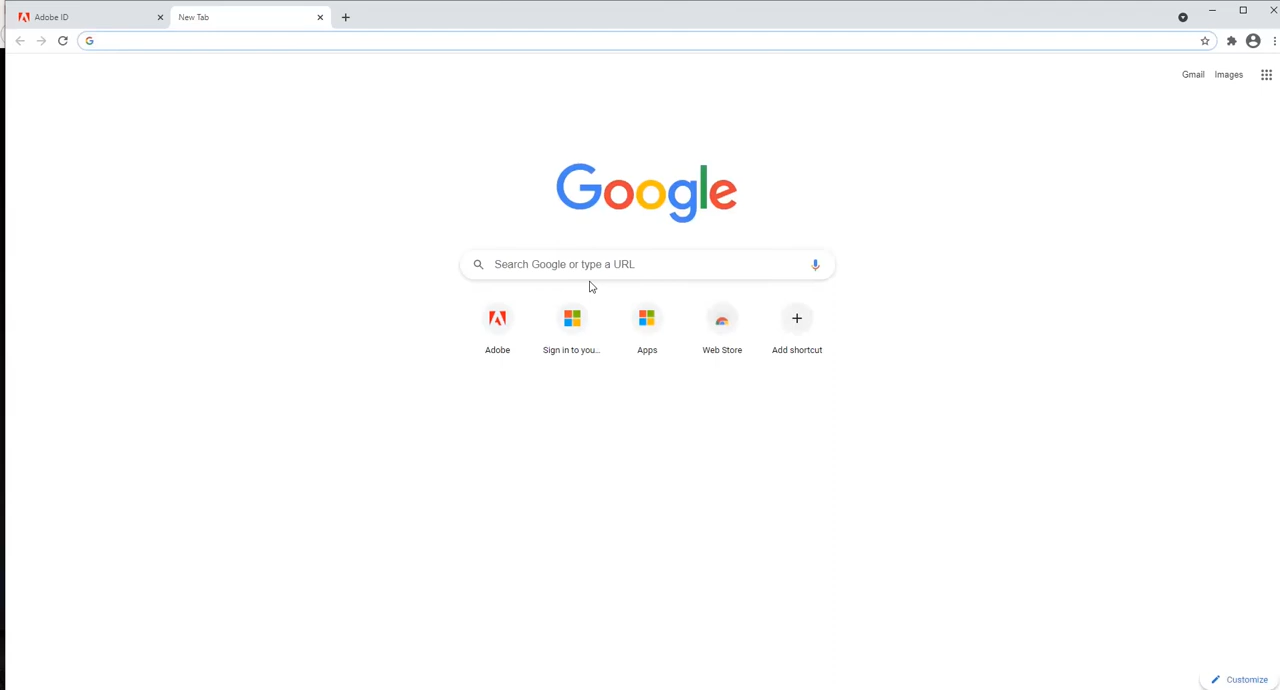 Adobe ID
New Tab
Gmail Images
Google
Search Google or type a URL
Adobe Sign in to you... Apps Web Store Add shortcut
Customize